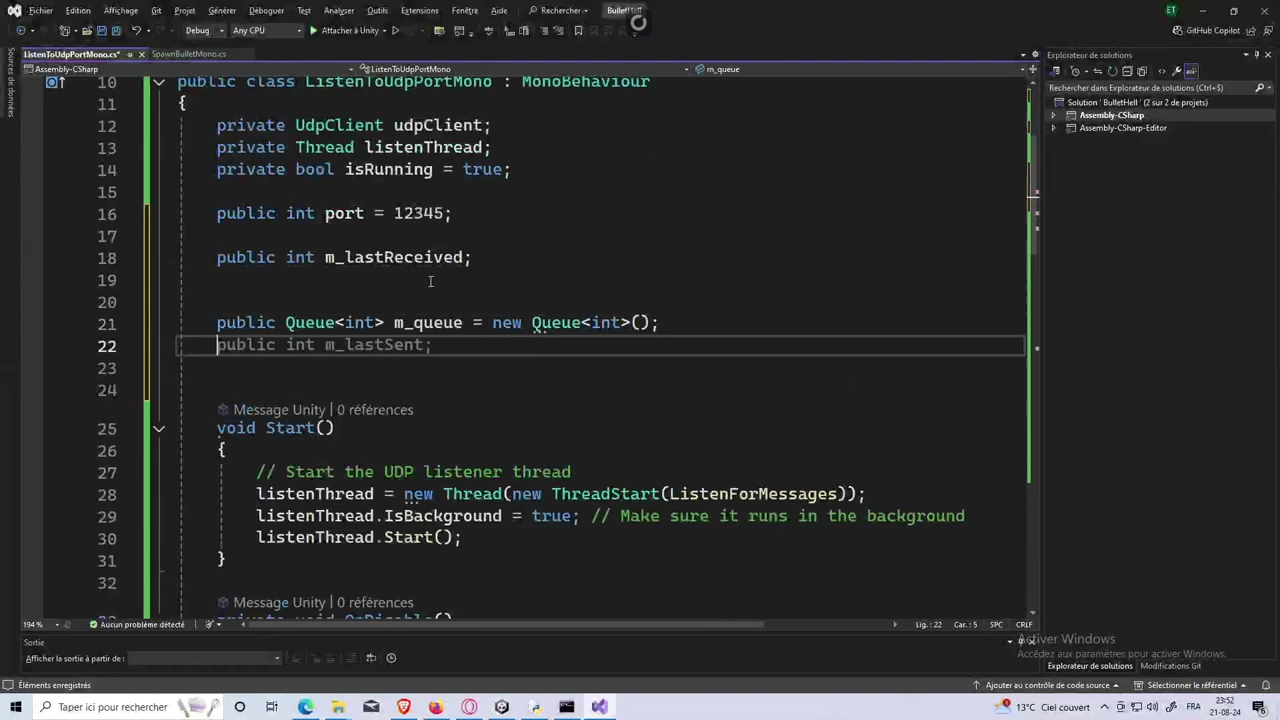 Fichier Edition Affichage Git Projet Générer Déboguer Test Analyser Outils Extensions Fenêtre Aide Rechercher BulletHell
Debug Any CPU Attacher à Unity GitHub Copilot
ListenToUdpPortMono.cs* SpawnBulletMono.cs
Assembly-CSharp ListenToUdpPortMono m_queue
Sources de données
10 public class ListenToUdpPortMono : MonoBehaviour
11 {
12 private UdpClient udpClient;
13 private Thread listenThread;
14 private bool isRunning = true;
15
16 public int port = 12345;
17
18 public int m_lastReceived;
19
20
21 public Queue<int> m_queue = new Queue<int>();
22 public int m_lastSent;
23
24
Message Unity | 0 références
25 void Start()
26 {
27 // Start the UDP listener thread
28 listenThread = new Thread(new ThreadStart(ListenForMessages));
29 listenThread.IsBackground = true; // Make sure it runs in the background
30 listenThread.Start();
31 }
32
Message Unity | 0 références
private void OnDisable()
194 % Aucun problème détecté Lig. : 22 Car. : 5 SPC CRLF
Sortie
Afficher la sortie à partir de :
Explorateur de solutions
Rechercher dans Explorateur de solutions (Ctrl+$)
Solution 'BulletHell' (2 sur 2 de projets)
Assembly-CSharp
Assembly-CSharp-Editor
Activer Windows
Accédez aux paramètres pour activer Windows.
Explorateur de solutions Modifications Git
Éléments enregistrés Ajouter au contrôle de code source Sélectionner le référentiel
Taper ici pour rechercher 13°C Ciel couvert FRA 23:52
21-08-24